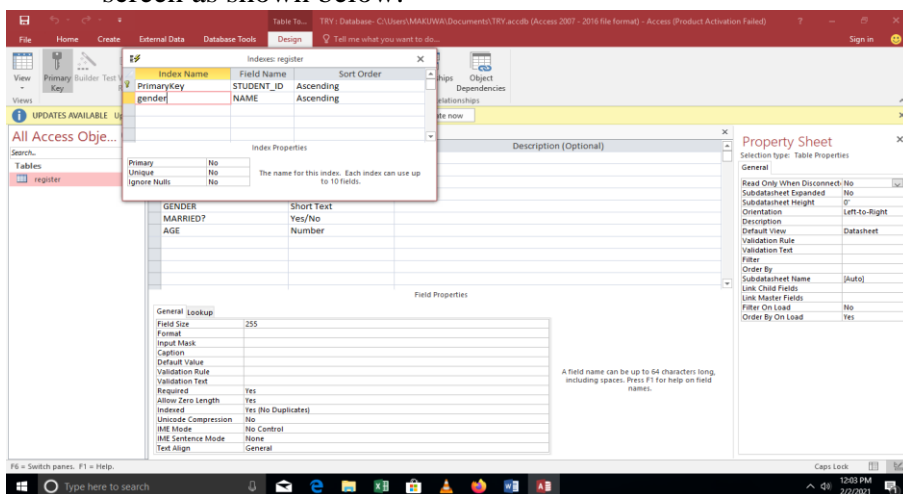 screen as shown below.
Table To... TRY : Database- C:\Users\MAKUWA\Documents\TRY.accdb (Access 2007 - 2016 file format) - Access (Product Activation Failed) ?
File Home Create External Data Database Tools Design Tell me what you want to do... Sign in
View Primary Key Builder Test
Views
Indexes: register
Index Name Field Name Sort Order
PrimaryKey STUDENT_ID Ascending
gender NAME Ascending
Index Properties
Primary No
Unique No
Ignore Nulls No
The name for this index. Each index can use up to 10 fields.
Object Dependencies
UPDATES AVAILABLE
All Access Obje...
Search...
Tables
register
Description (Optional)
GENDER Short Text
MARRIED? Yes/No
AGE Number
Field Properties
General Lookup
Field Size 255
Format
Input Mask
Caption
Default Value
Validation Rule
Validation Text
Required Yes
Allow Zero Length Yes
Indexed Yes (No Duplicates)
Unicode Compression No
IME Mode No Control
IME Sentence Mode None
Text Align General
A field name can be up to 64 characters long,
including spaces. Press F1 for help on field
names.
Property Sheet
Selection type: Table Properties
General
Read Only When Disconnect No
Subdatasheet Expanded No
Subdatasheet Height 0"
Orientation Left-to-Right
Description
Default View Datasheet
Validation Rule
Validation Text
Filter
Order By
Subdatasheet Name [Auto]
Link Child Fields
Link Master Fields
Filter On Load No
Order By On Load Yes
F6 = Switch panes. F1 = Help. Caps Lock
Type here to search 12:03 PM
2/2/2021